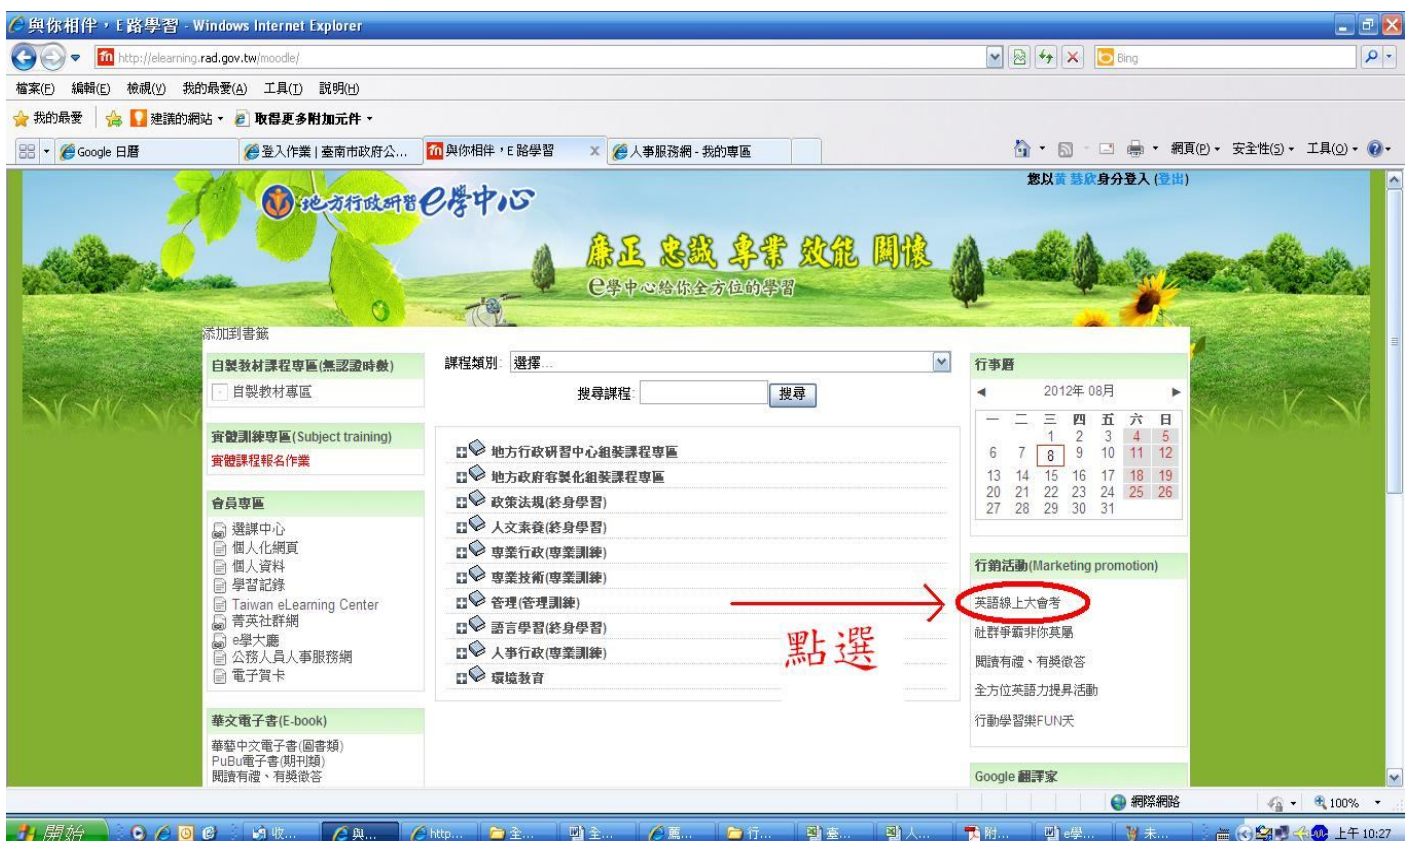 與你相伴，E 路學習 - Windows Internet Explorer
http://elearning.rad.gov.tw/moodle/
Bing
檔案(F) 編輯(E) 檢視(V) 我的最愛(A) 工具(T) 說明(H)
我的最愛 建議的網站 取得更多附加元件
Google 日曆 登入作業 | 臺南市政府公... 與你相伴，E 路學習 x 人事服務網 - 我的專區 網頁(P) 安全性(S) 工具(O)
您以黃 慧欣身分登入 (登出)
地方行政研習e學中心
廉正 忠誠 專業 效能 關懷
e學中心給你全方位的學習
添加到書籤
自製教材課程專區(無認證時數)
自製教材專區
實體訓練專區(Subject training)
實體課程報名作業
會員專區
選課中心
個人化網頁
個人資料
學習記錄
Taiwan eLearning Center
菁英社群網
e學大廳
公務人員人事服務網
電子賀卡
華文電子書(E-book)
華藝中文電子書(圖書類)
PuBu電子書(期刊類)
閱讀有禮、有獎徵答
課程類別: 選擇...
搜尋課程: 搜尋
地方行政研習中心組裝課程專區
地方政府客製化組裝課程專區
政策法規(終身學習)
人文素養(終身學習)
專業行政(專業訓練)
專業技術(專業訓練)
管理(管理訓練)
語言學習(終身學習)
人事行政(專業訓練)
環境教育
點選
行事曆
2012年 08月
一 二 三 四 五 六 日
1 2 3 4 5
6 7 8 9 10 11 12
13 14 15 16 17 18 19
20 21 22 23 24 25 26
27 28 29 30 31
行銷活動(Marketing promotion)
英語線上大會考
社群爭霸非你莫屬
閱讀有禮、有獎徵答
全方位英語力提昇活動
行動學習樂FUN天
Google 翻譯家
網際網路 100%
開始 收... 與... http... 全... 全... 薦... 行... 臺... 人... 附... e學... 未... 上午 10:27